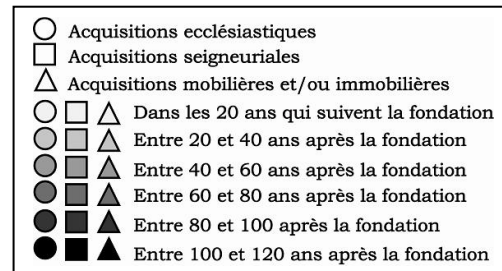 Acquisitions ecclésiastiques
Acquisitions seigneuriales
Acquisitions mobilières et/ou immobilières
Dans les 20 ans qui suivent la fondation
Entre 20 et 40 ans après la fondation
Entre 40 et 60 ans après la fondation
Entre 60 et 80 ans après la fondation
Entre 80 et 100 après la fondation
Entre 100 et 120 ans après la fondation